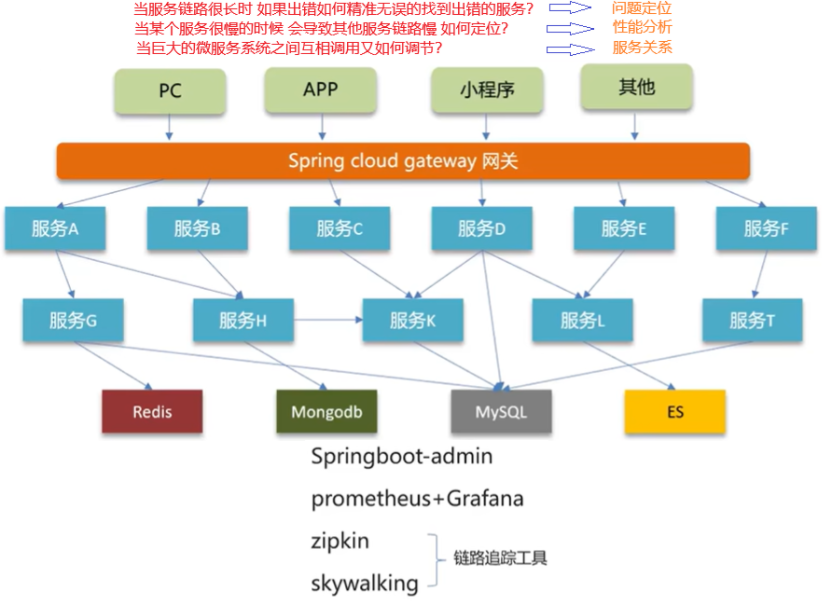 当服务链路很长时 如果出错如何精准无误的找到出错的服务? 问题定位
当某个服务很慢的时候 会导致其他服务链路慢 如何定位? 性能分析
当巨大的微服务系统之间互相调用又如何调节? 服务关系
PC APP 小程序 其他
Spring cloud gateway 网关
服务A 服务B 服务C 服务D 服务E 服务F
服务G 服务H 服务K 服务L 服务T
Redis Mongodb MySQL ES
Springboot-admin
prometheus+Grafana
zipkin
链路追踪工具
skywalking